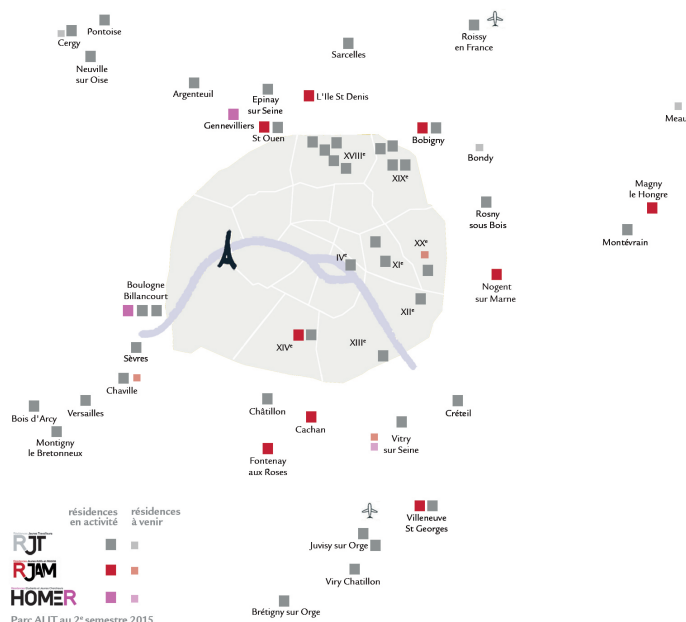 Pontoise
Cergy
Neuville
sur Oise
Roissy
en France
Sarcelles
Argenteuil
Epinay
sur Seine
L'Ile St Denis
Gennevilliers
St Ouen
Bobigny
Meau
Bondy
XVIIIᵉ
XIXᵉ
Magny
le Hongre
Rosny
sous Bois
Montévrain
XXᵉ
IVᵉ
XIᵉ
Nogent
sur Marne
Boulogne
Billancourt
XIIᵉ
XIVᵉ
XIIIᵉ
Sèvres
Chaville
Versailles
Bois d'Arcy
Montigny
le Bretonneux
Châtillon
Cachan
Créteil
Vitry
sur Seine
Fontenay
aux Roses
Villeneuve
St Georges
Juvisy sur Orge
Viry Chatillon
Brétigny sur Orge
résidences
en activité
résidences
à venir
RJT
RJAM
HOMER
Parc ALJT au 2ᵉ semestre 2015